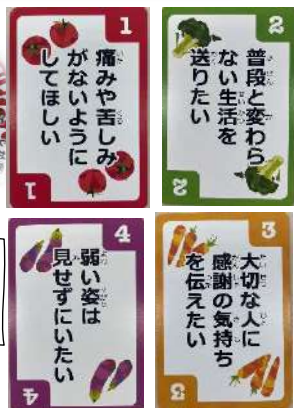 1
痛みや苦しみ
がないように
してほしい
1
2
普段と変わら
ない生活を
送りたい
2
4
弱い姿は
見せずにいたい
4
3
大切な人に
感謝の気持ち
を伝えたい
3